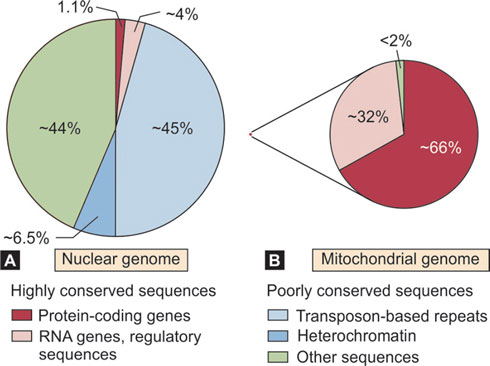 1.1%
~4%
<2%
~44%
~45%
~32%
~66%
~6.5%
A Nuclear genome
B Mitochondrial genome
Highly conserved sequences
Protein-coding genes
RNA genes, regulatory
sequences
Poorly conserved sequences
Transposon-based repeats
Heterochromatin
Other sequences